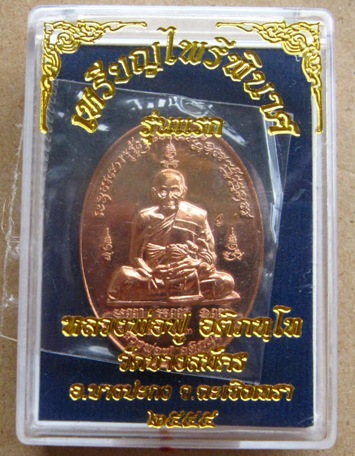 เหรียญไพรีพินาศ
รุ่นแรก
หลวงพ่อฟู อติภทฺโท
วัดบางสมัคร
อ.บางปะกง จ.ฉะเชิงเทรา
๒๕๔๔